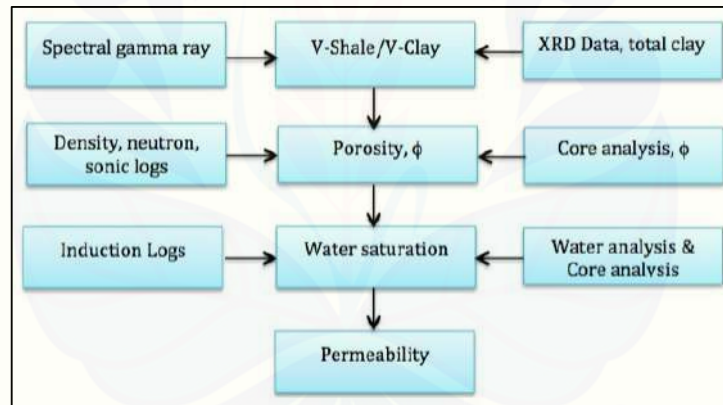 Spectral gamma ray
V-Shale/V-Clay
XRD Data, total clay
Density, neutron,
sonic logs
Porosity, ϕ
Core analysis, ϕ
Induction Logs
Water saturation
Water analysis &
Core analysis
Permeability